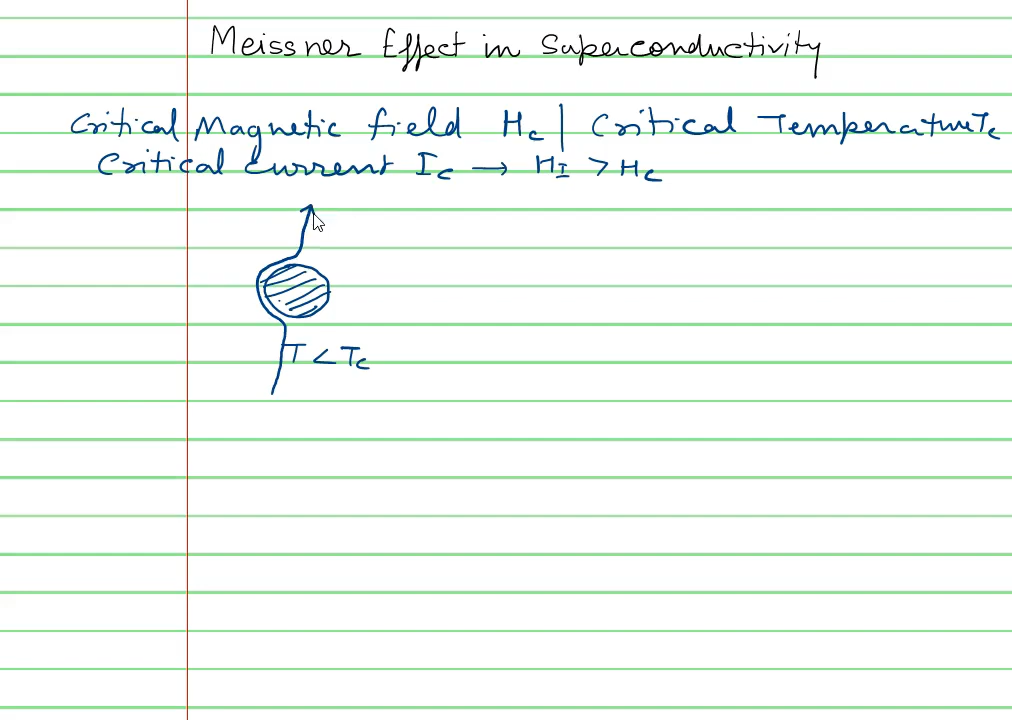 Meissner Effect in Superconductivity
Critical Magnetic field Hc | Critical Temperature Tc
Critical Current Ic → HI > Hc
T < Tc